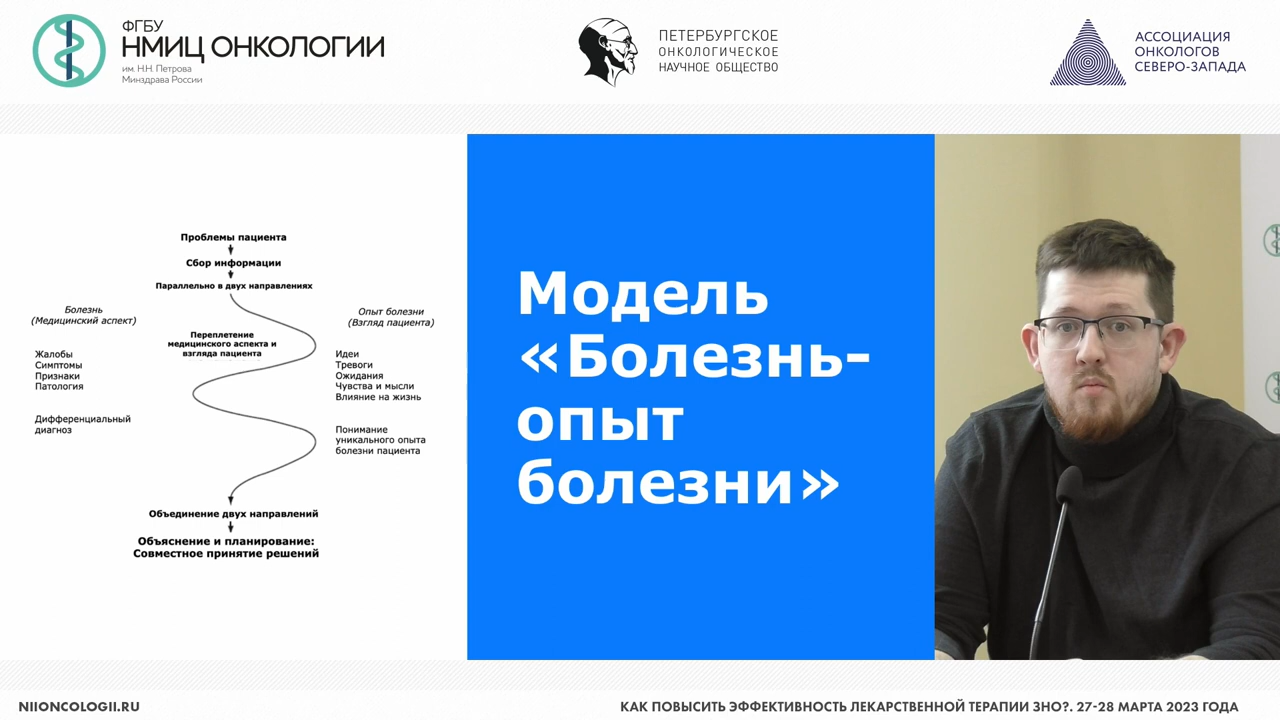 ФГБУ
НМИЦ ОНКОЛОГИИ
им. Н.Н. Петрова
Минздрава России
ПЕТЕРБУРГСКОЕ
ОНКОЛОГИЧЕСКОЕ
НАУЧНОЕ ОБЩЕСТВО
АССОЦИАЦИЯ
ОНКОЛОГОВ
СЕВЕРО-ЗАПАДА
Проблемы пациента
Сбор информации
Параллельно в двух направлениях
Болезнь
(Медицинский аспект)
Жалобы
Симптомы
Признаки
Патология
Дифференциальный
диагноз
Переплетение
медицинского аспекта и
взгляда пациента
Опыт болезни
(Взгляд пациента)
Идеи
Тревоги
Ожидания
Чувства и мысли
Влияние на жизнь
Понимание
уникального опыта
болезни пациента
Объединение двух направлений
Объяснение и планирование:
Совместное принятие решений
Модель
«Болезнь-
опыт
болезни»
NIIONCOLOGII.RU
КАК ПОВЫСИТЬ ЭФФЕКТИВНОСТЬ ЛЕКАРСТВЕННОЙ ТЕРАПИИ ЗНО?. 27-28 МАРТА 2023 ГОДА